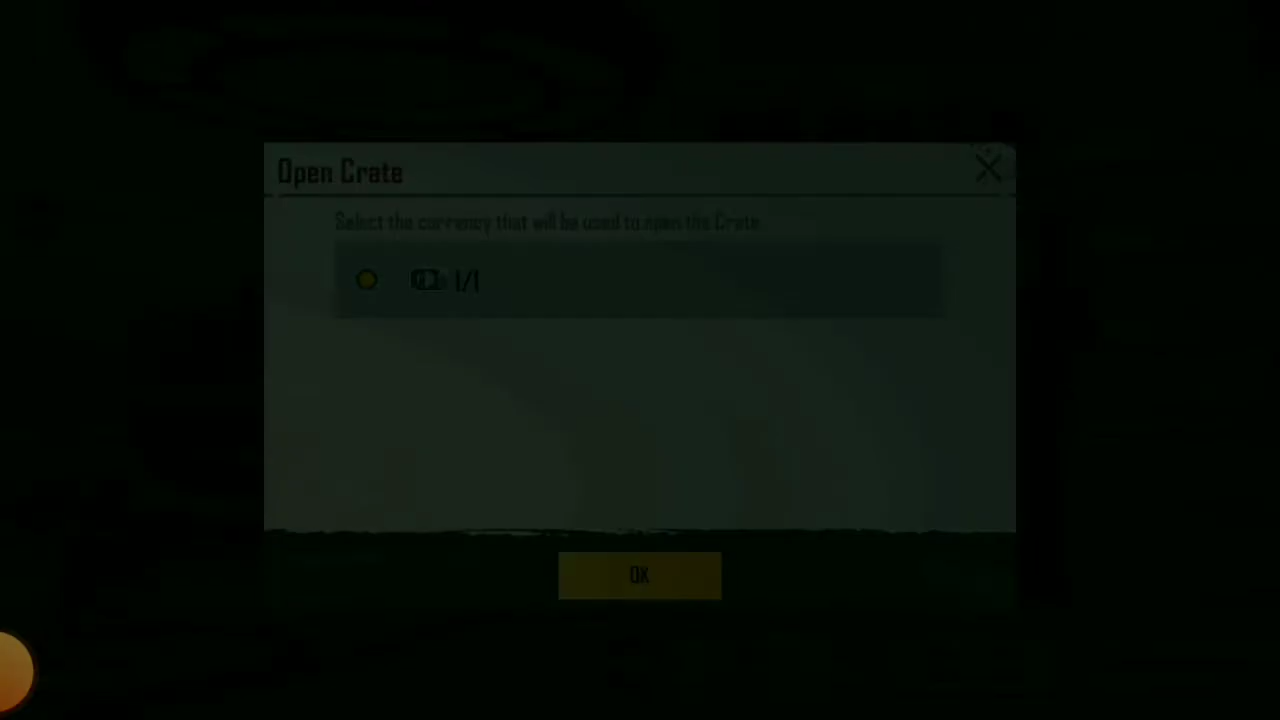 Open Crate
Select the currency that will be used to open the Crate
1/1
OK